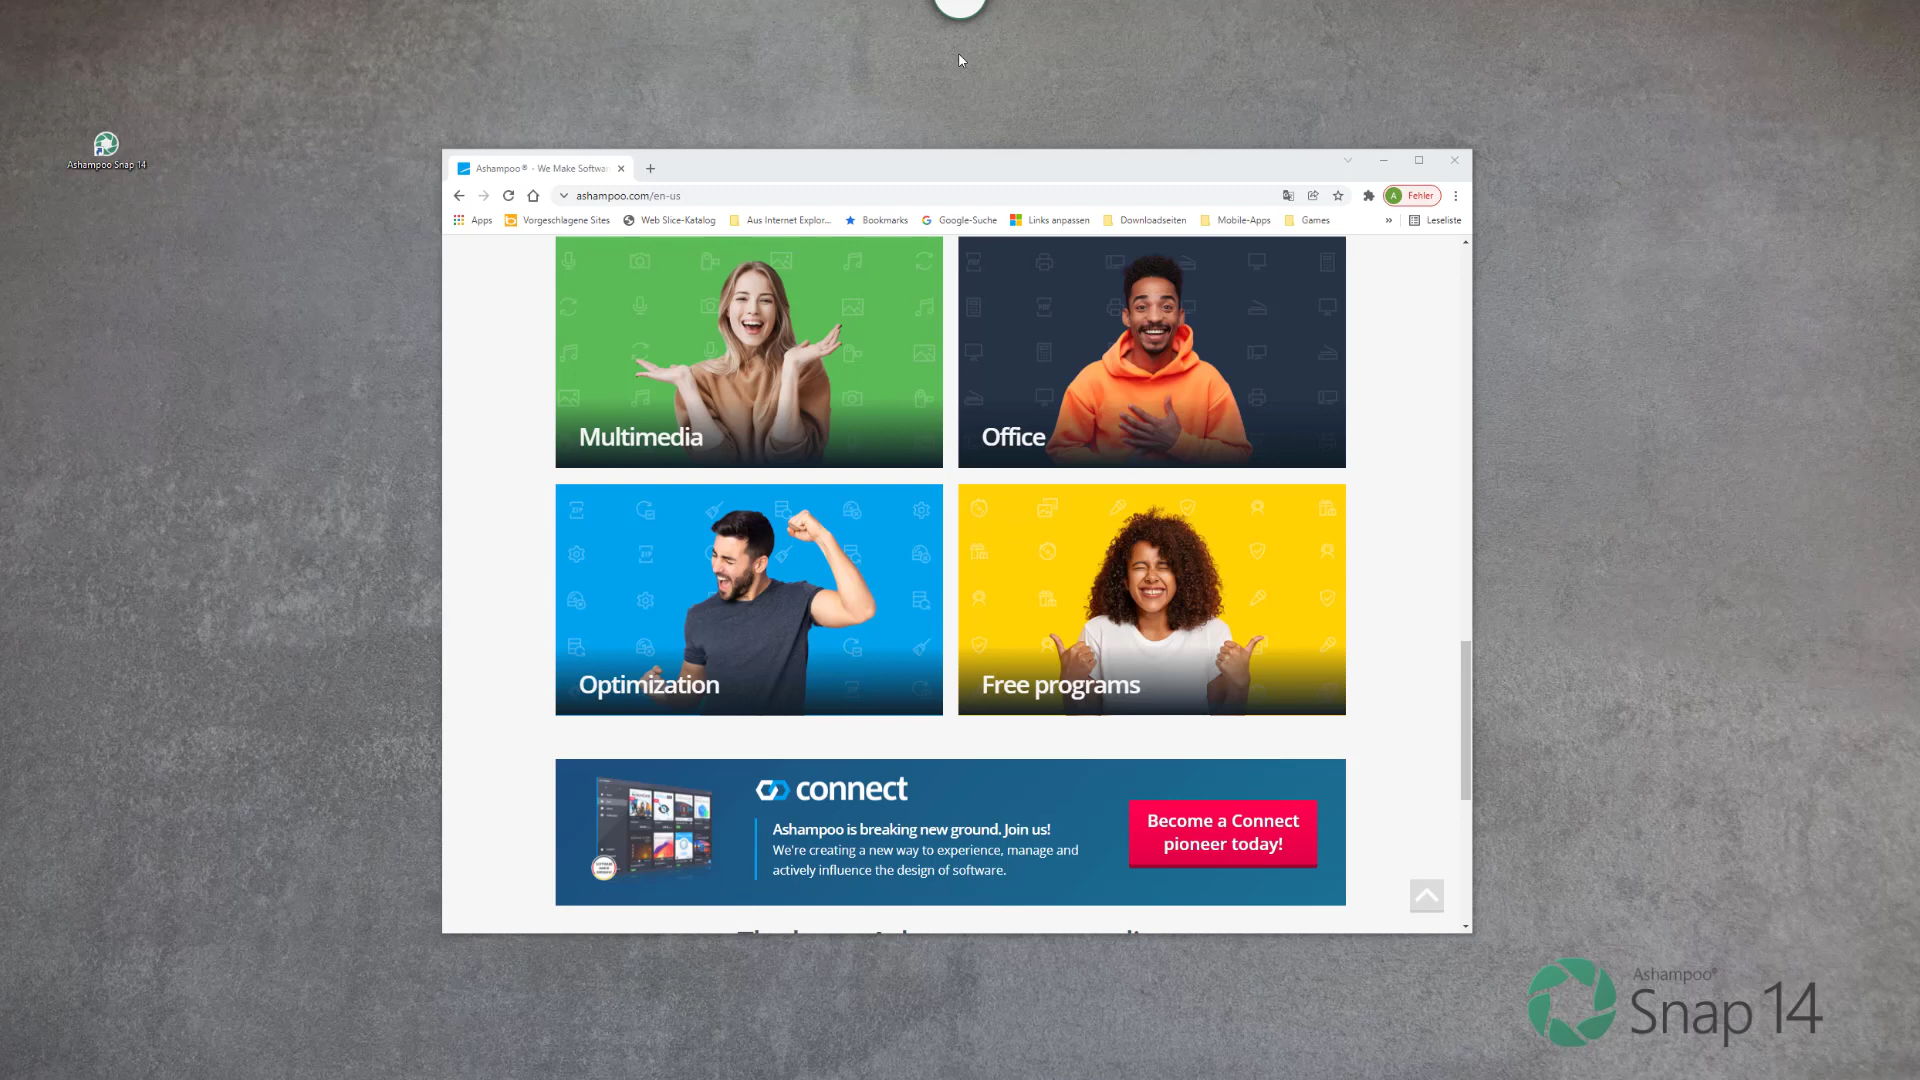 Ashampoo Snap 14
Ashampoo® - We Make Softwar
ashampoo.com/en-us
A Fehler
Apps Vorgeschlagene Sites Web Slice-Katalog Aus Internet Explor... Bookmarks Google-Suche Links anpassen Downloadseiten Mobile-Apps Games » Leseliste
Multimedia
Office
Optimization
Free programs
connect
Ashampoo is breaking new ground. Join us!
We're creating a new way to experience, manage and
actively influence the design of software.
Become a Connect
pioneer today!
Ashampoo®
Snap 14